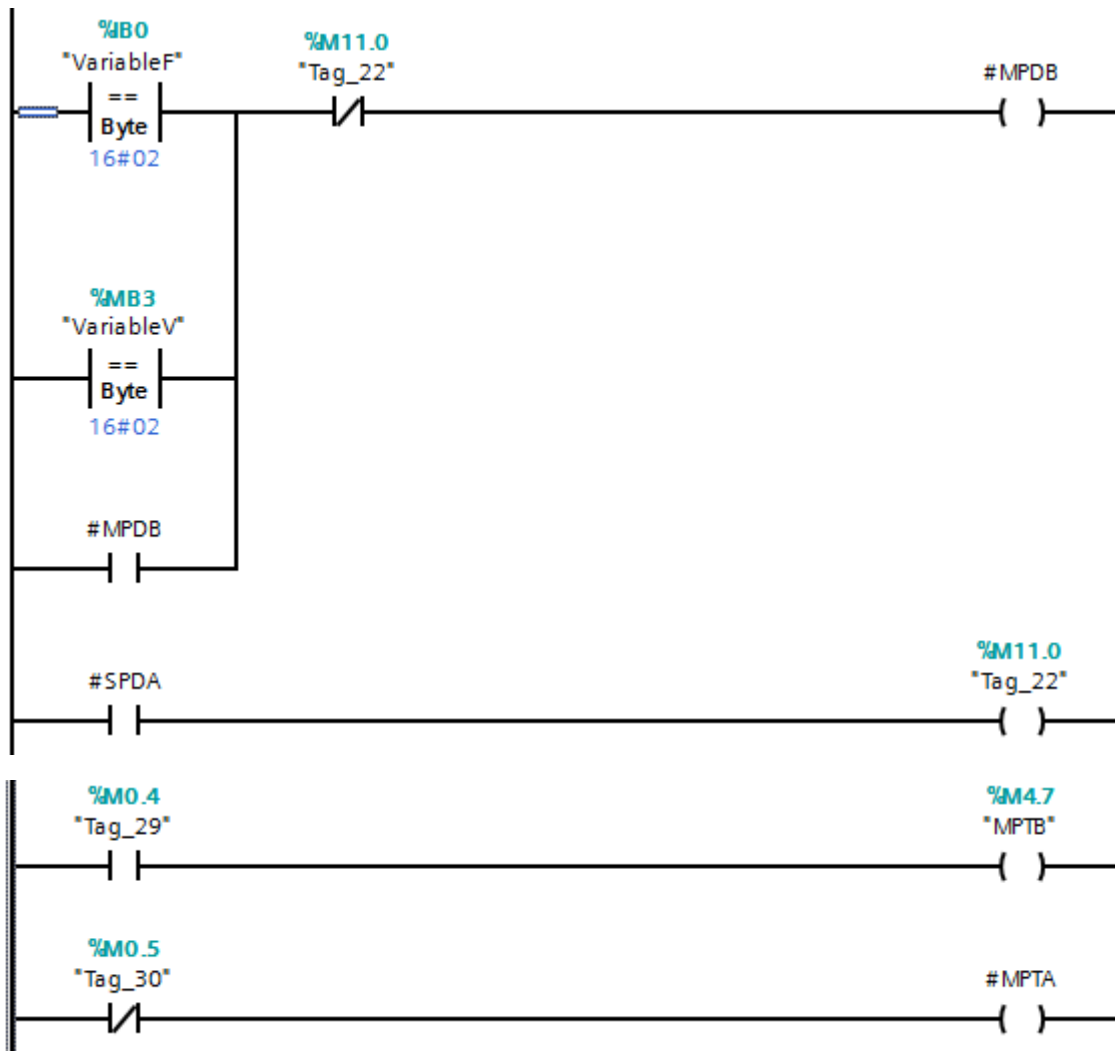 %IB0
"VariableF"
==
Byte
16#02
%M11.0
"Tag_22"
#MPDB
%MB3
"VariableV"
==
Byte
16#02
#MPDB
#SPDA
%M11.0
"Tag_22"
%M0.4
"Tag_29"
%M4.7
"MPTB"
%M0.5
"Tag_30"
#MPTA